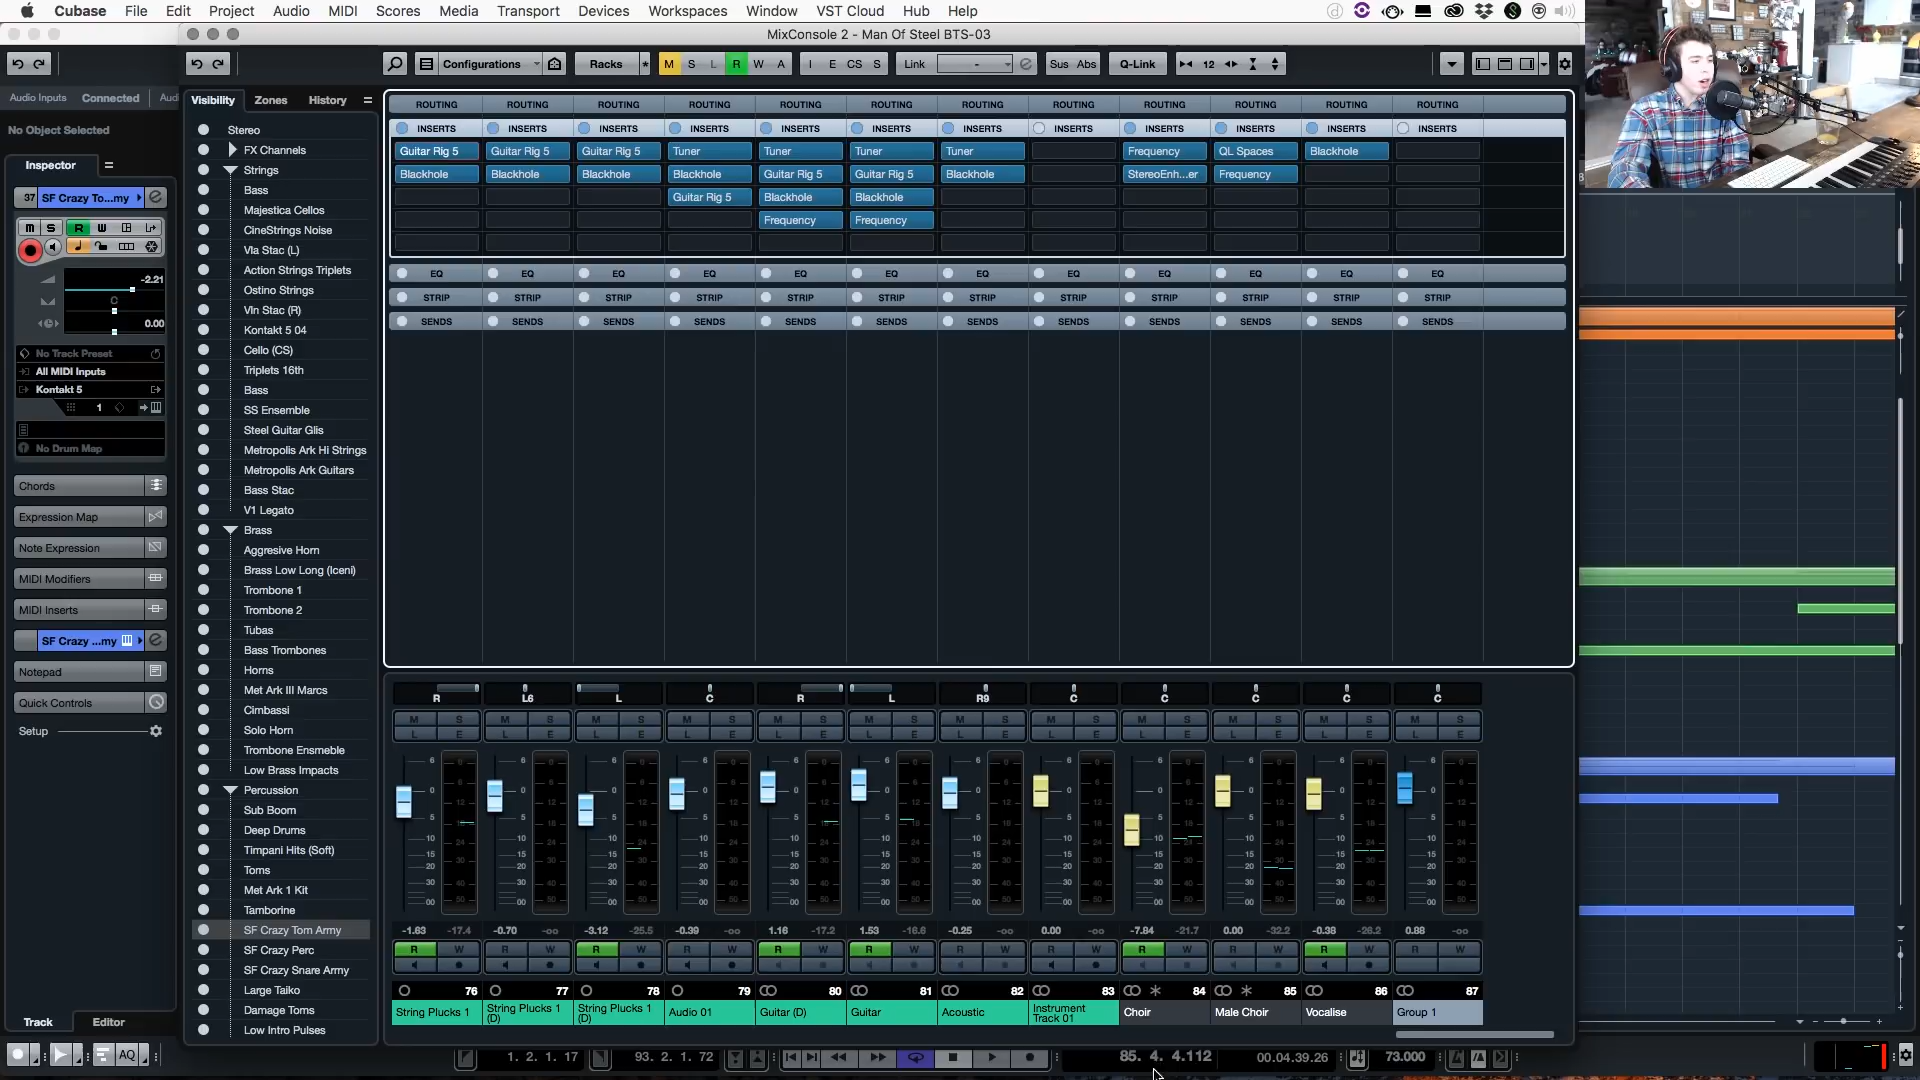 Cubase File Edit Project Audio MIDI Scores Media Transport Devices Workspaces Window VST Cloud Hub Help
MixConsole 2 - Man Of Steel BTS-03
Configurations Racks M S L R W A I E CS S Link - Sus Abs Q-Link 12
Audio Inputs Connected Audi
No Object Selected
Inspector
37 SF Crazy To...my
M S R W
-2.21
C
0.00
No Track Preset
All MIDI Inputs
Kontakt 5
1
No Drum Map
Chords
Expression Map
Note Expression
MIDI Modifiers
MIDI Inserts
SF Crazy ...my
Notepad
Quick Controls
Setup
Track Editor
Visibility Zones History
Stereo
FX Channels
Strings
Bass
Majestica Cellos
CineStrings Noise
Vla Stac (L)
Action Strings Triplets
Ostino Strings
Vln Stac (R)
Kontakt 5 04
Cello (CS)
Triplets 16th
Bass
SS Ensemble
Steel Guitar Glis
Metropolis Ark Hi Strings
Metropolis Ark Guitars
Bass Stac
V1 Legato
Brass
Aggresive Horn
Brass Low Long (Iceni)
Trombone 1
Trombone 2
Tubas
Bass Trombones
Horns
Met Ark III Marcs
Cimbassi
Solo Horn
Trombone Ensmeble
Low Brass Impacts
Percussion
Sub Boom
Deep Drums
Timpani Hits (Soft)
Toms
Met Ark 1 Kit
Tamborine
SF Crazy Tom Army
SF Crazy Perc
SF Crazy Snare Army
Large Taiko
Damage Toms
Low Intro Pulses
ROUTING ROUTING ROUTING ROUTING ROUTING ROUTING ROUTING ROUTING ROUTING ROUTING ROUTING ROUTING
INSERTS INSERTS INSERTS INSERTS INSERTS INSERTS INSERTS INSERTS INSERTS INSERTS INSERTS INSERTS
Guitar Rig 5 Guitar Rig 5 Guitar Rig 5 Tuner Tuner Tuner Tuner Frequency QL Spaces Blackhole
Blackhole Blackhole Blackhole Blackhole Guitar Rig 5 Guitar Rig 5 Blackhole StereoEnh...er Frequency
Guitar Rig 5 Blackhole Blackhole
Frequency Frequency
EQ EQ EQ EQ EQ EQ EQ EQ EQ EQ EQ EQ
STRIP STRIP STRIP STRIP STRIP STRIP STRIP STRIP STRIP STRIP STRIP STRIP
SENDS SENDS SENDS SENDS SENDS SENDS SENDS SENDS SENDS SENDS SENDS SENDS
R L6 L C R L R9 C C C C C
M S M S M S M S M S M S M S M S M S M S M S M S
L E L E L E L E L E L E L E L E L E L E L E L E
-1.63 -17.4 -0.70 -oo -3.12 -25.5 -0.39 -oo 1.16 -17.2 1.53 -16.6 -0.25 -oo 0.00 -oo -7.84 -21.7 0.00 -32.2 -0.38 -26.2 0.88 -oo
R W R W R W R W R W R W R W R W R W R W R W R W
76 77 78 79 80 81 82 83 84 85 86 87
String Plucks 1 String Plucks 1 (D) String Plucks 1 (D) Audio 01 Guitar (D) Guitar Acoustic Instrument Track 01 Choir Male Choir Vocalise Group 1
AQ 1. 2. 1. 17 93. 2. 1. 72 85. 4. 4.112 00.04.39.26 73.000